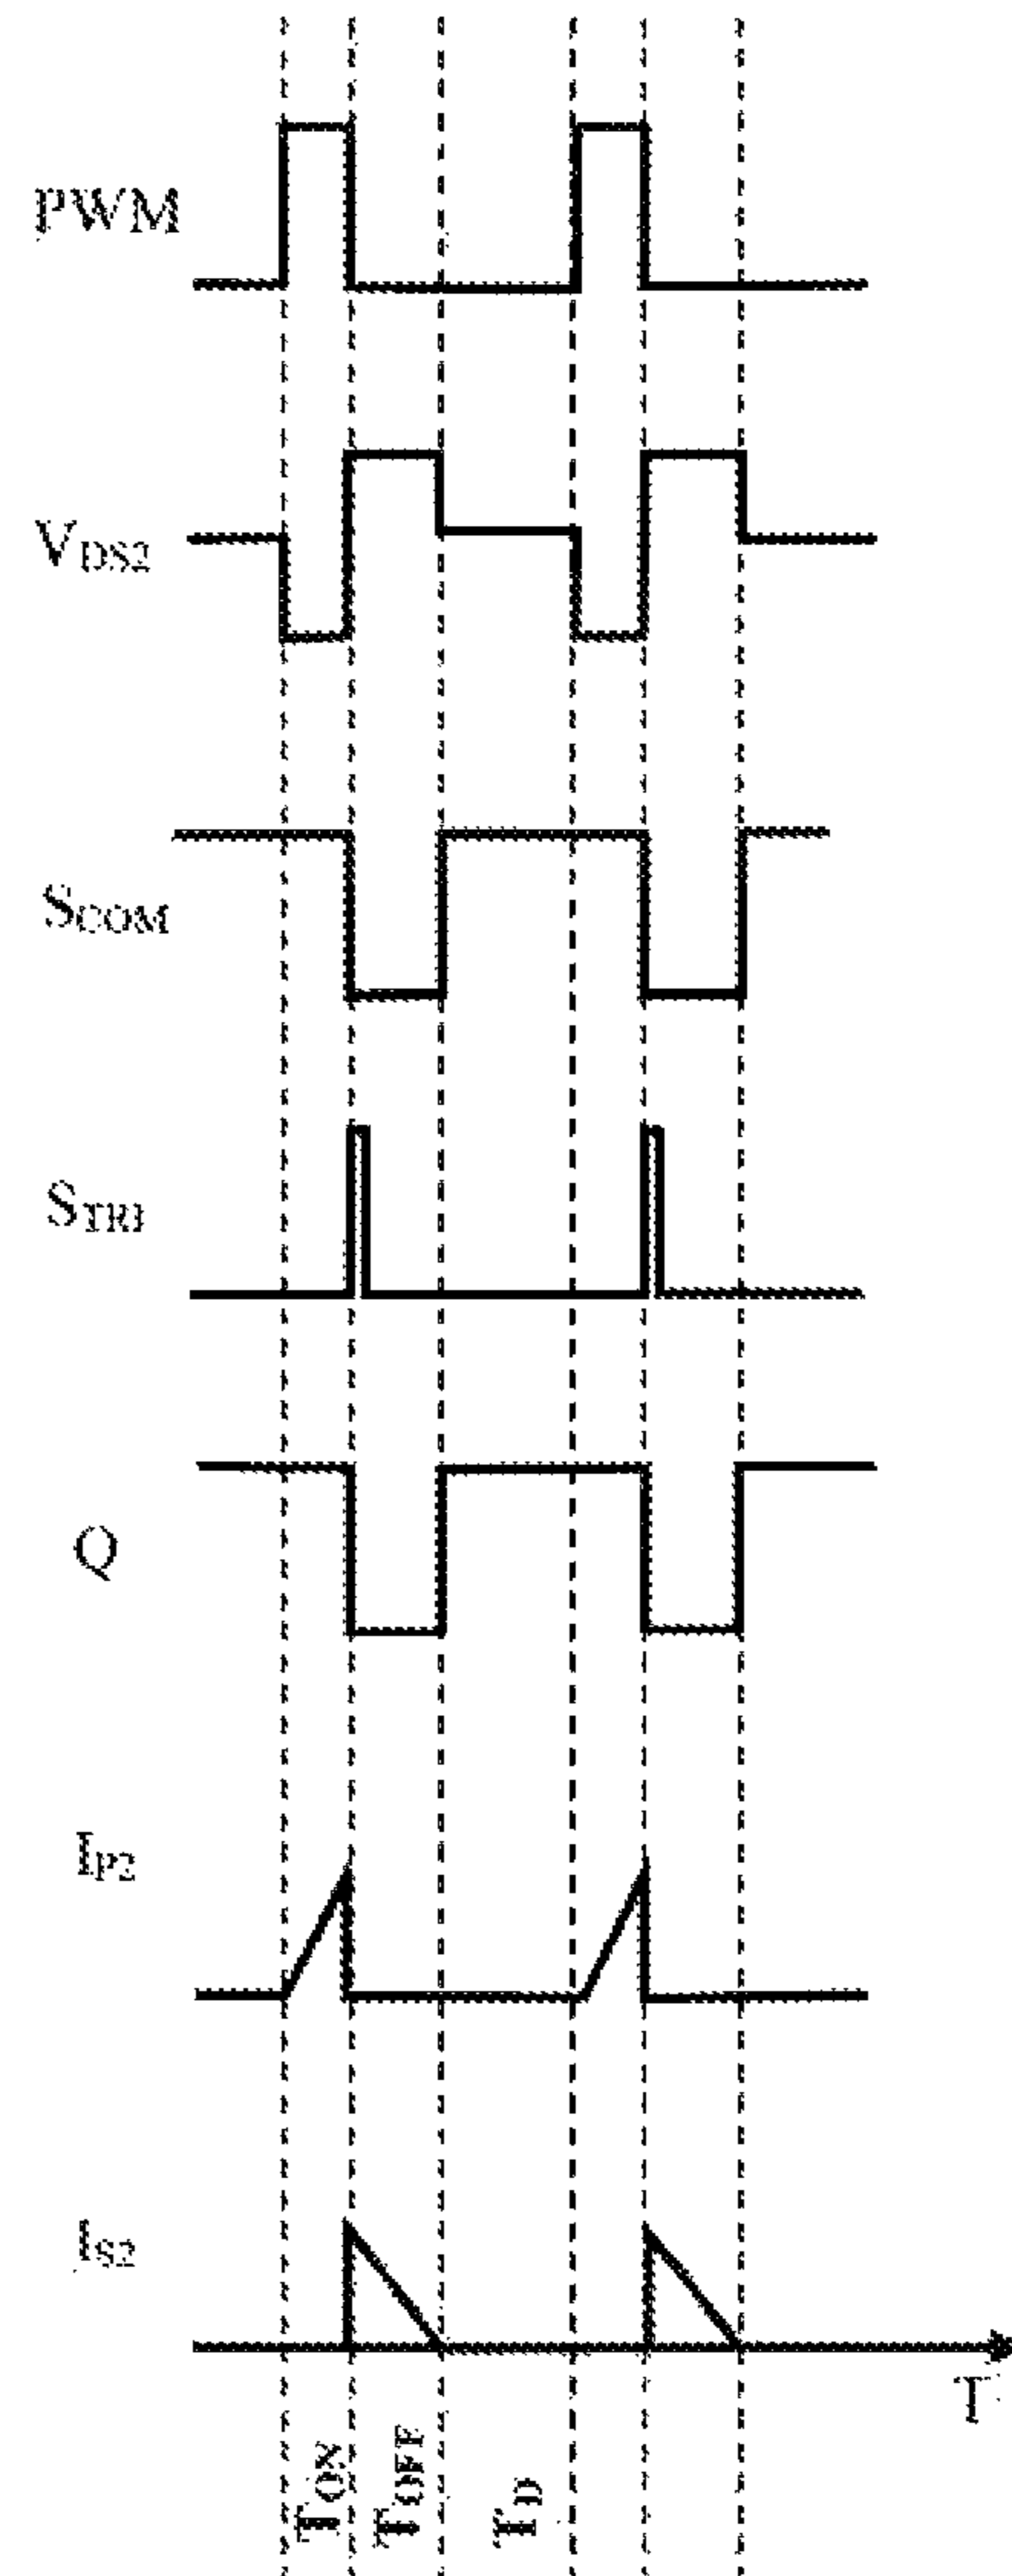 PWM
VDS2
SCOM
STRI
Q
IP2
IS2
T
TON
TOFF
TD